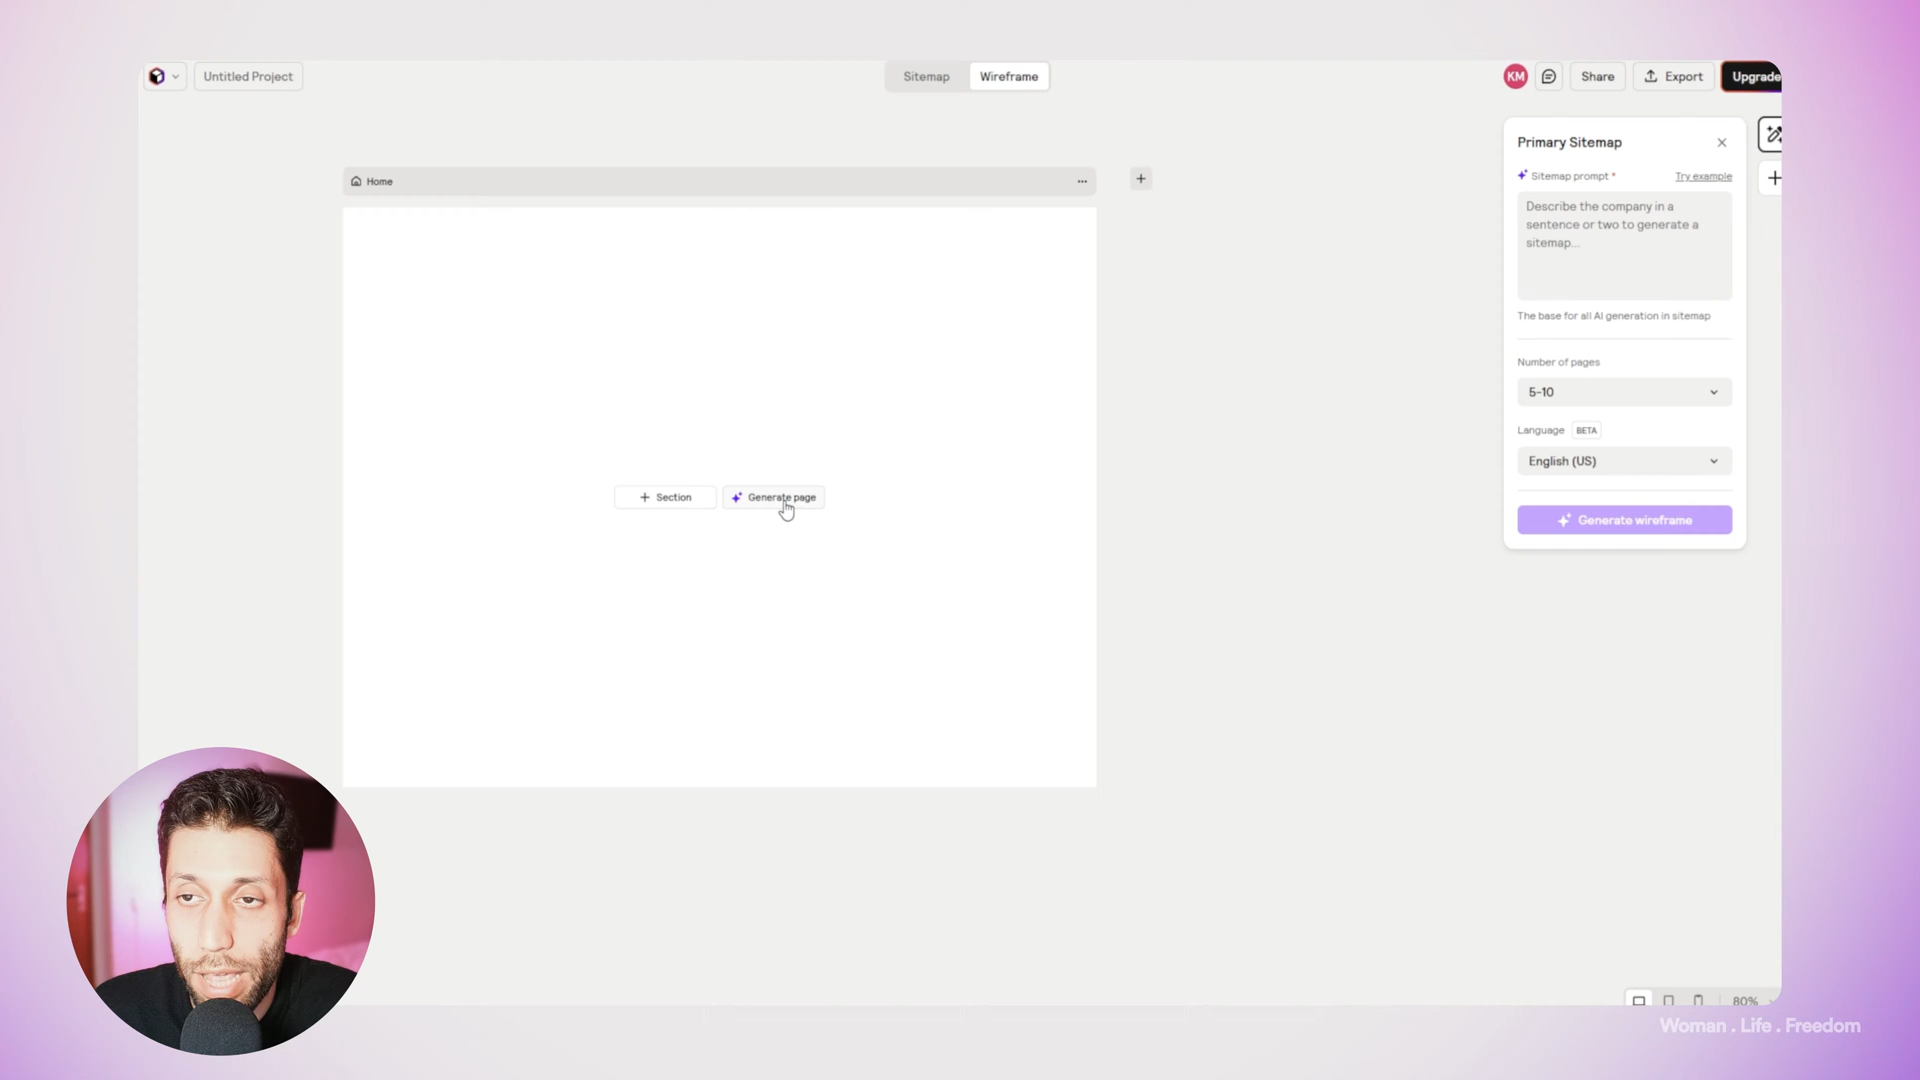 Untitled Project
Sitemap
Wireframe
KM
Share
Export
Upgrade
Home
+ Section
Generate page
Primary Sitemap
Sitemap prompt *
Try example
Describe the company in a
sentence or two to generate a
sitemap...
The base for all AI generation in sitemap
Number of pages
5-10
Language
BETA
English (US)
Generate wireframe
80%
Woman . Life . Freedom